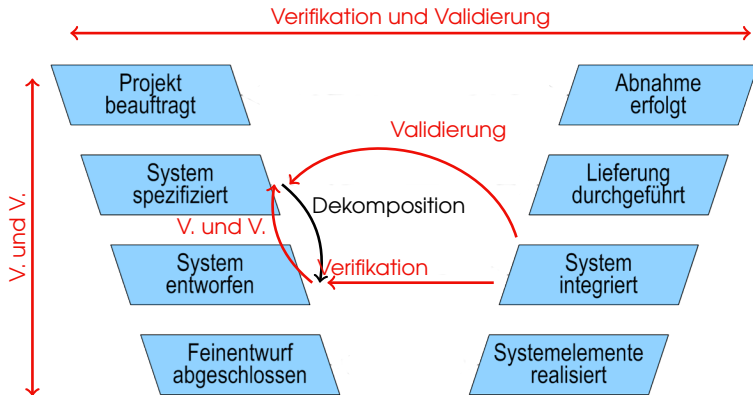 Verifikation und Validierung
Projekt
beauftragt
Abnahme
erfolgt
Validierung
System
spezifiziert
Lieferung
durchgeführt
Dekomposition
V. und V.
V. und V.
System
entworfen
Verifikation
System
integriert
Feinentwurf
abgeschlossen
Systemelemente
realisiert